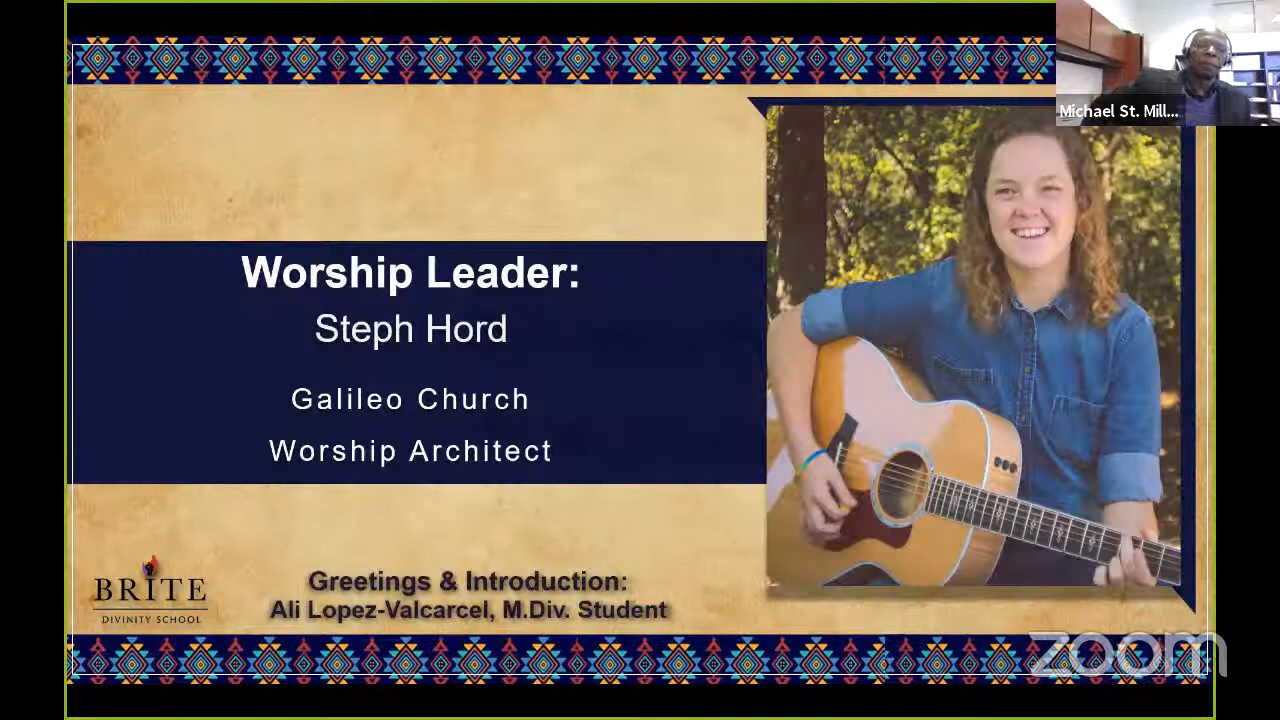 Michael St. Mill...
Worship Leader:
Steph Hord
Galileo Church
Worship Architect
Greetings & Introduction:
Ali Lopez-Valcarcel, M.Div. Student
BRITE
DIVINITY SCHOOL
zoom